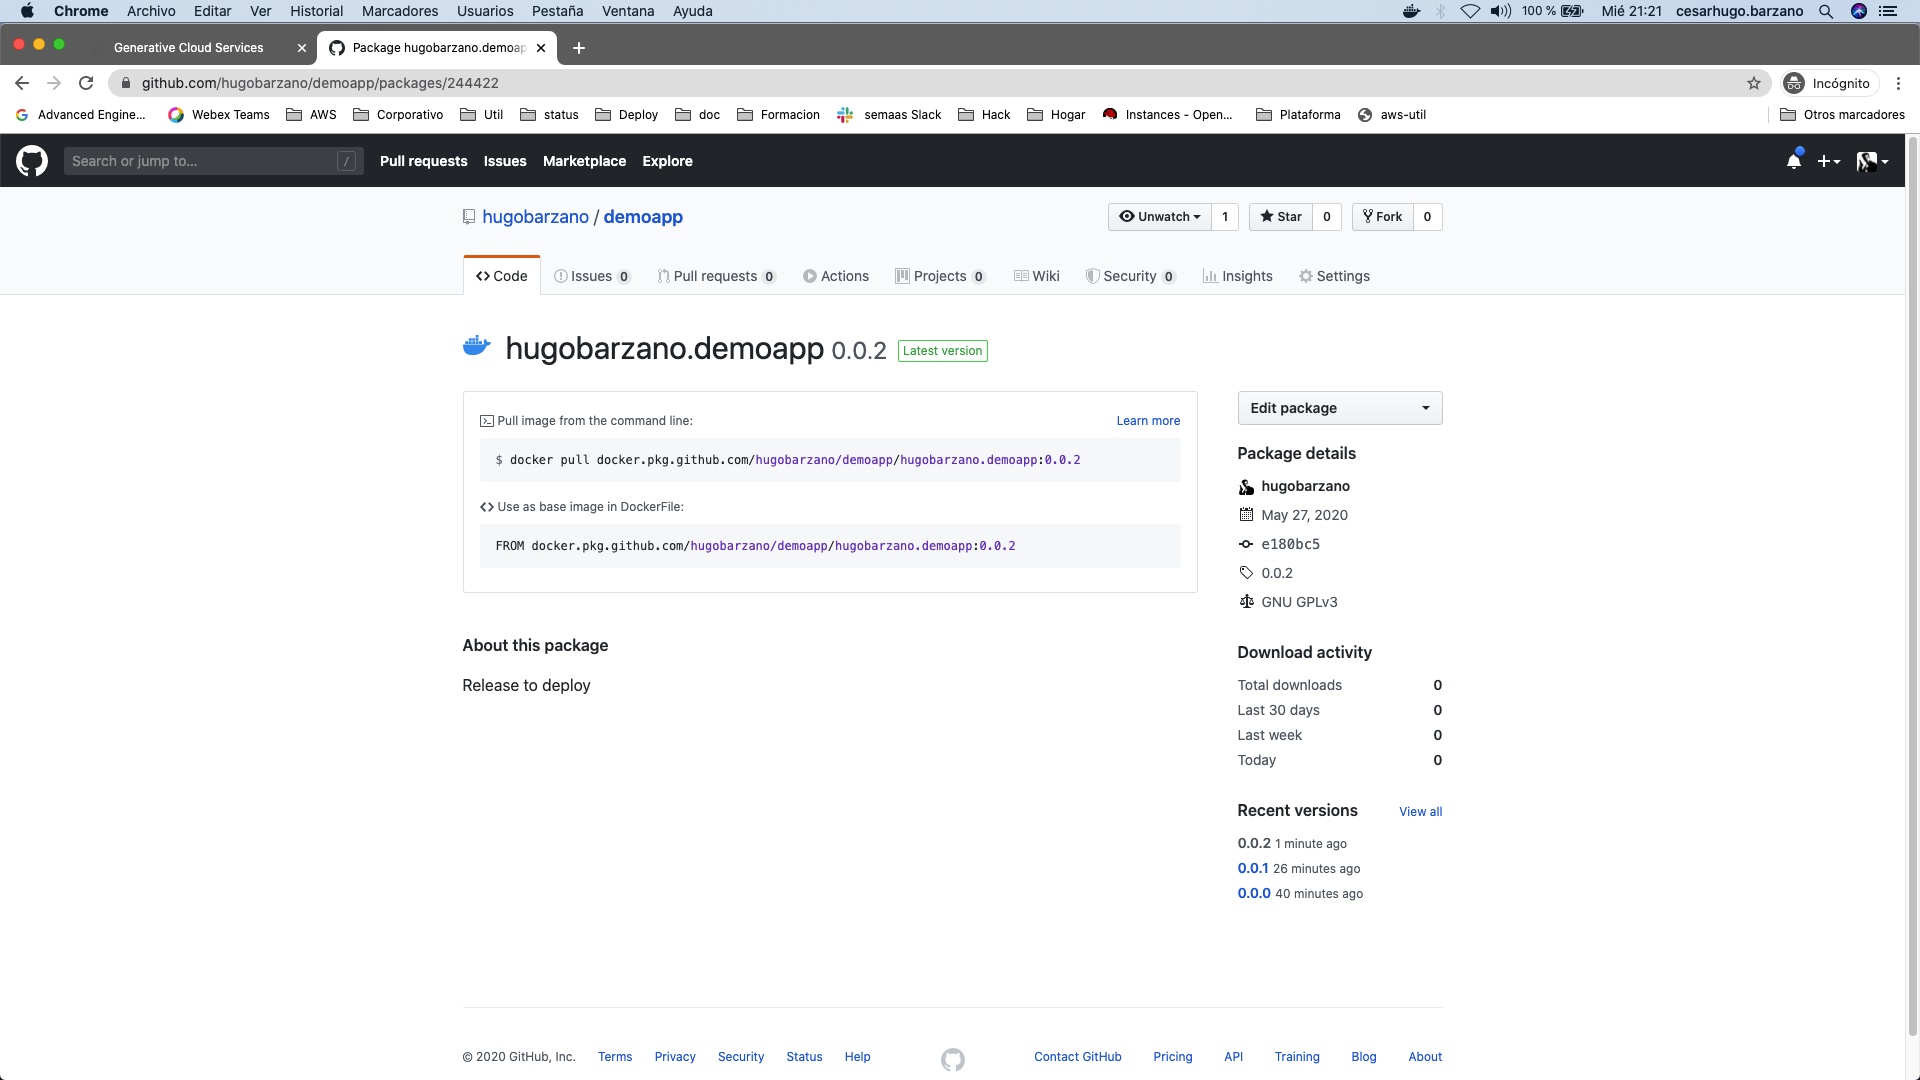 Chrome Archivo Editar Ver Historial Marcadores Usuarios Pestaña Ventana Ayuda 100 % Mié 21:21 cesarhugo.barzano
Generative Cloud Services Package hugobarzano.demoap
github.com/hugobarzano/demoapp/packages/244422 Incógnito
Advanced Engine... Webex Teams AWS Corporativo Util status Deploy doc Formacion semaas Slack Hack Hogar Instances - Open... Plataforma aws-util Otros marcadores
Search or jump to... / Pull requests Issues Marketplace Explore
hugobarzano / demoapp Unwatch 1 Star 0 Fork 0
Code Issues 0 Pull requests 0 Actions Projects 0 Wiki Security 0 Insights Settings
hugobarzano.demoapp 0.0.2 Latest version
Pull image from the command line: Learn more
$ docker pull docker.pkg.github.com/hugobarzano/demoapp/hugobarzano.demoapp:0.0.2
Use as base image in DockerFile:
FROM docker.pkg.github.com/hugobarzano/demoapp/hugobarzano.demoapp:0.0.2
About this package
Release to deploy
Edit package
Package details
hugobarzano
May 27, 2020
e180bc5
0.0.2
GNU GPLv3
Download activity
Total downloads 0
Last 30 days 0
Last week 0
Today 0
Recent versions View all
0.0.2 1 minute ago
0.0.1 26 minutes ago
0.0.0 40 minutes ago
© 2020 GitHub, Inc. Terms Privacy Security Status Help Contact GitHub Pricing API Training Blog About